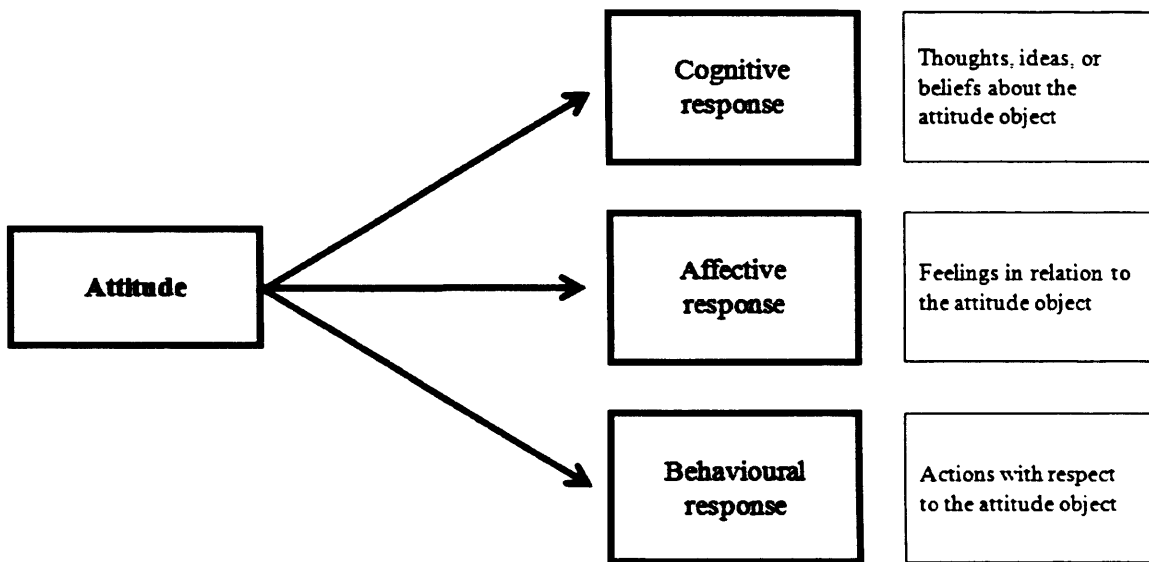 Cognitive
response
Thoughts, ideas, or
beliefs about the
attitude object
Attitude
Affective
response
Feelings in relation to
the attitude object
Behavioural
response
Actions with respect
to the attitude object